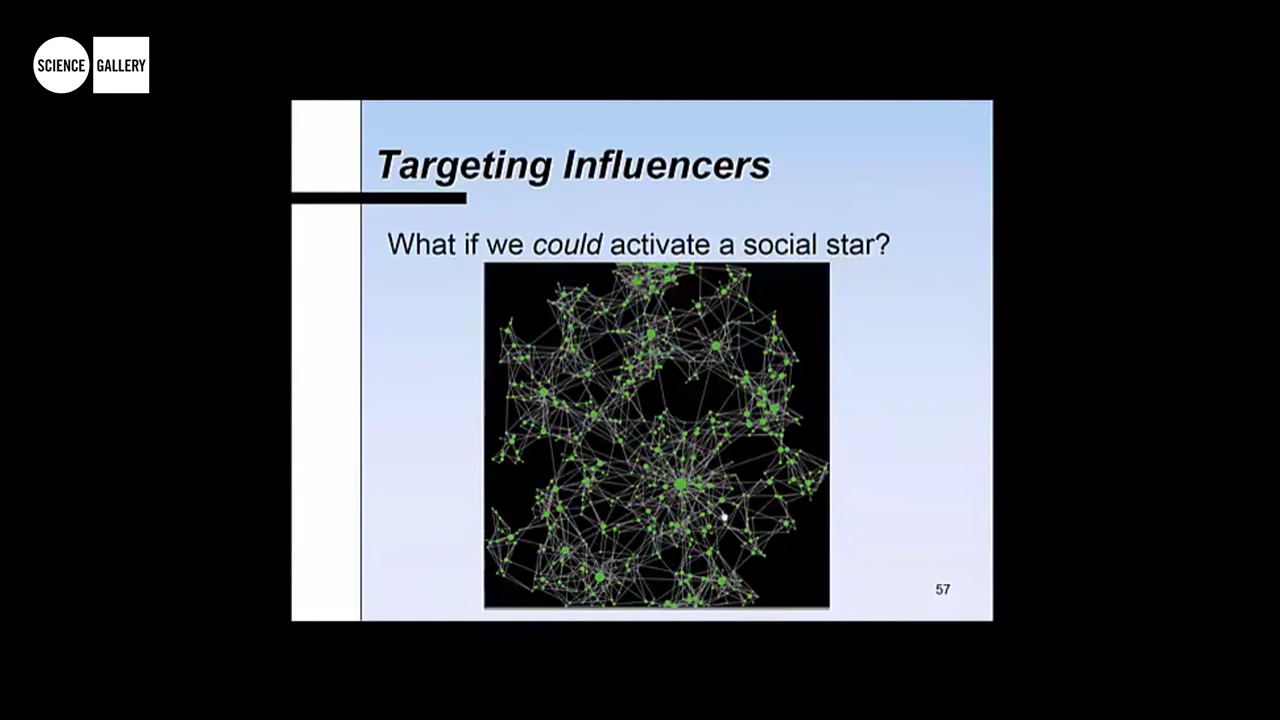 SCIENCE GALLERY
Targeting Influencers
What if we could activate a social star?
57